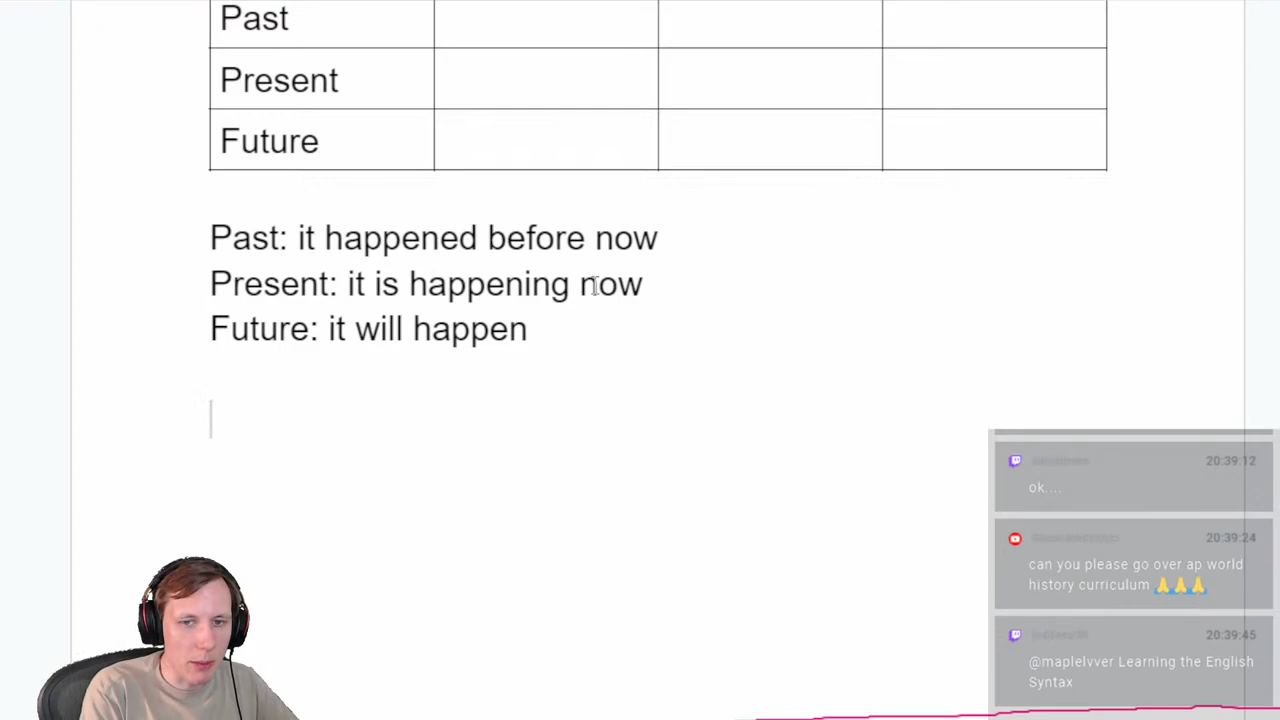 Past
Present
Future
Past: it happened before now
Present: it is happening now
Future: it will happen
20:39:12
ok....
20:39:24
can you please go over ap world
history curriculum 🙏🙏🙏
20:39:45
@maplelvver Learning the English
Syntax